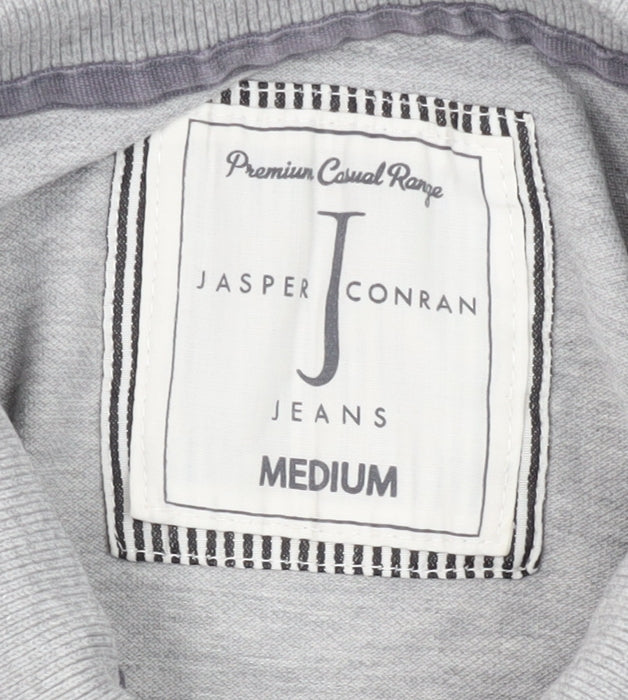 Premium Casual Range
J
JASPER CONRAN
JEANS
MEDIUM